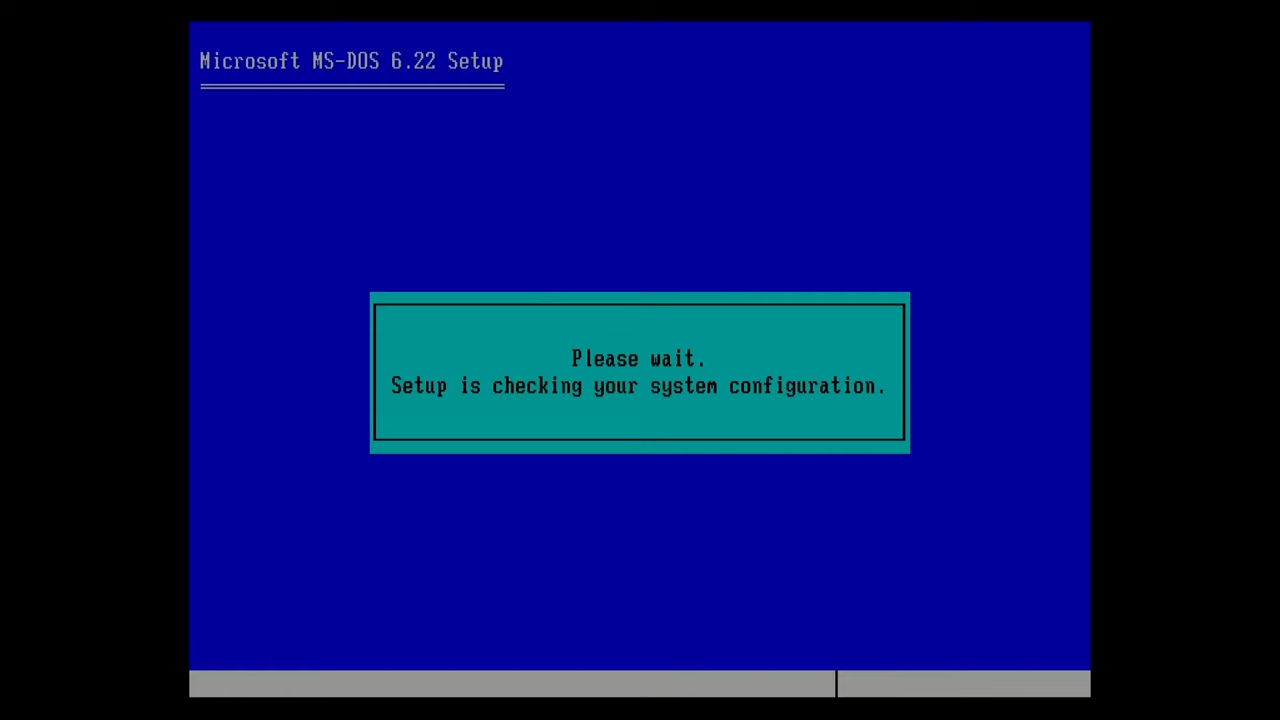 Microsoft MS-DOS 6.22 Setup
Please wait.
Setup is checking your system configuration.